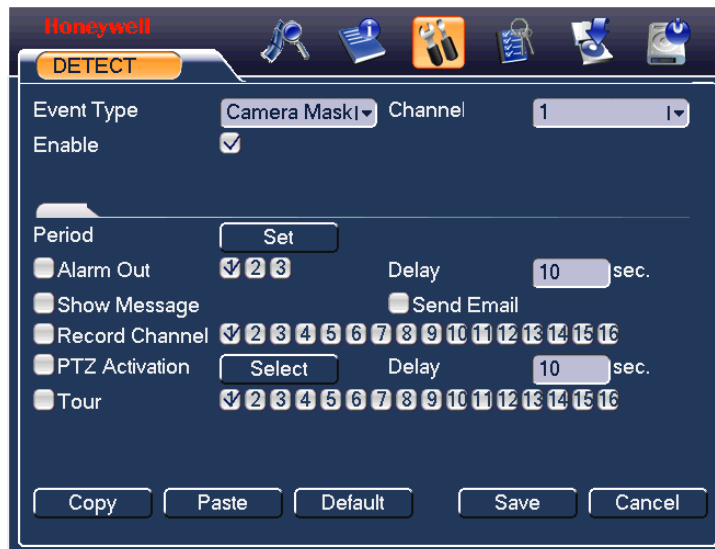 Honeywell
DETECT
Event Type Camera Mask Channel 1
Enable
Period Set
Alarm Out 1 2 3 Delay 10 sec.
Show Message Send Email
Record Channel 1 2 3 4 5 6 7 8 9 10 11 12 13 14 15 16
PTZ Activation Select Delay 10 sec.
Tour 1 2 3 4 5 6 7 8 9 10 11 12 13 14 15 16
Copy Paste Default Save Cancel